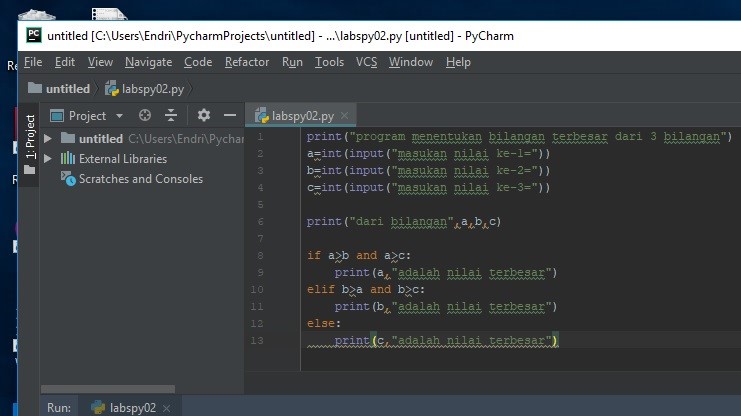 Re
PC untitled [C:\Users\Endri\PycharmProjects\untitled] - ...\labspy02.py [untitled] - PyCharm
File Edit View Navigate Code Refactor Run Tools VCS Window Help
untitled labspy02.py
1: Project
Project labspy02.py
untitled C:\Users\Endri\Pychar
External Libraries
Scratches and Consoles
1 print("program menentukan bilangan terbesar dari 3 bilangan")
2 a=int(input("masukan nilai ke-1="))
3 b=int(input("masukan nilai ke-2="))
4 c=int(input("masukan nilai ke-3="))
5
6 print("dari bilangan",a,b,c)
7
8 if a>b and a>c:
9 print(a,"adalah nilai terbesar")
10 elif b>a and b>c:
11 print(b,"adalah nilai terbesar")
12 else:
13 print(c,"adalah nilai terbesar")
Run: labspy02